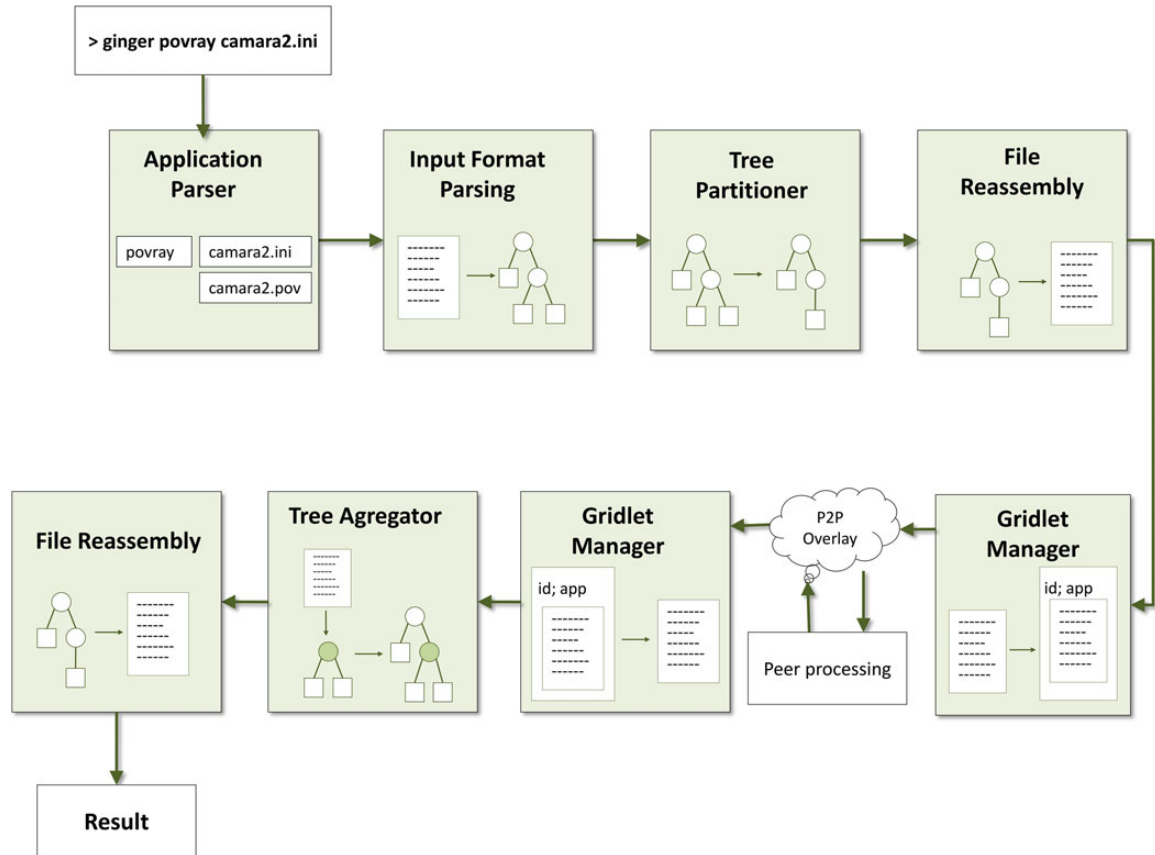 > ginger povray camara2.ini
Application
Parser
povray
camara2.ini
camara2.pov
Input Format
Parsing
Tree
Partitioner
File
Reassembly
File Reassembly
Tree Agregator
Gridlet
Manager
id; app
P2P
Overlay
Peer processing
Gridlet
Manager
id; app
Result